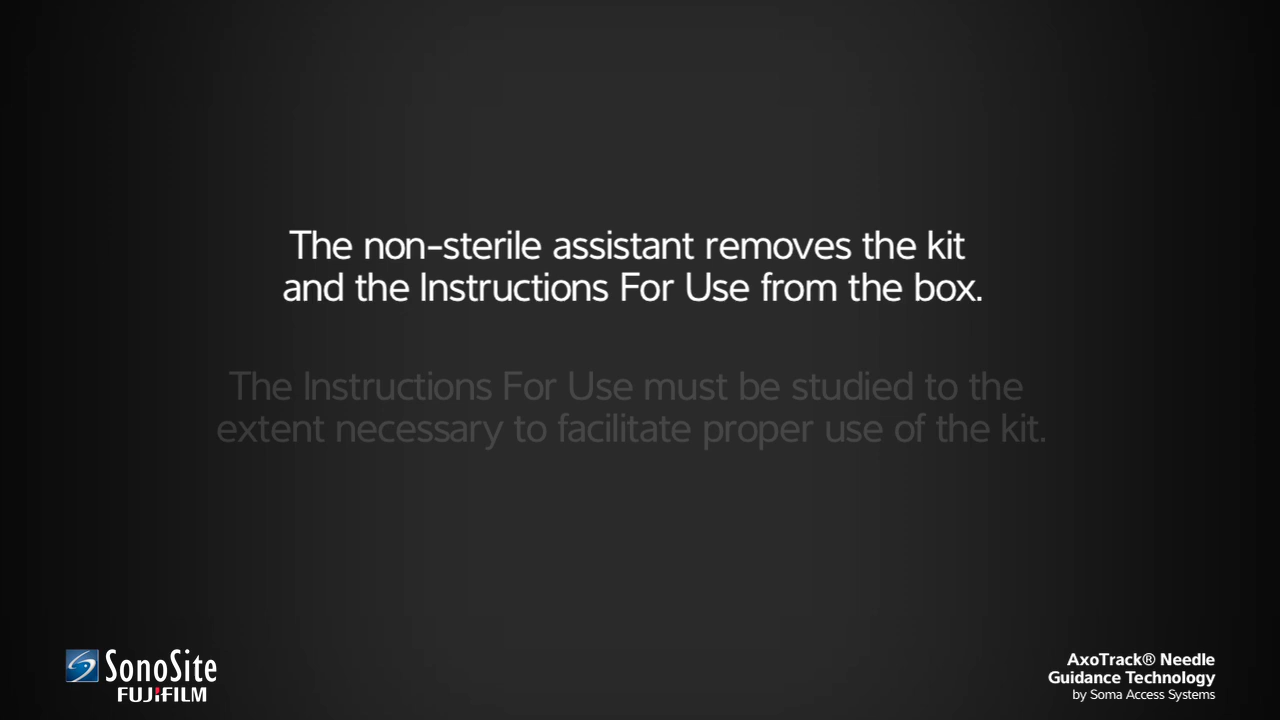 The non-sterile assistant removes the kit
and the Instructions For Use from the box.
The Instructions For Use must be studied to the
extent necessary to facilitate proper use of the kit.
SonoSite
FUJIFILM
AxoTrack® Needle
Guidance Technology
by Soma Access Systems